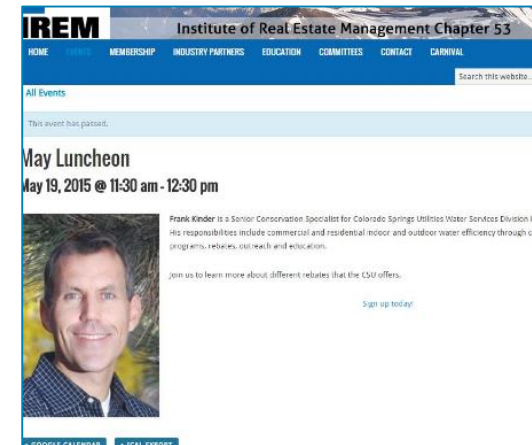 IREM
Institute of Real Estate Management Chapter 53
HOME EVENTS MEMBERSHIP INDUSTRY PARTNERS EDUCATION COMMITTEES CONTACT CARNIVAL
Search this website...
All Events
This event has passed.
May Luncheon
May 19, 2015 @ 11:30 am - 12:30 pm
Frank Kinder is a Senior Conservation Specialist for Colorado Springs Utilities Water Services Division
His responsibilities include commercial and residential indoor and outdoor water efficiency through
programs, rebates, outreach and education.
Join us to learn more about different rebates that the CSU offers.
Sign up today!
+ GOOGLE CALENDAR + ICAL EXPORT